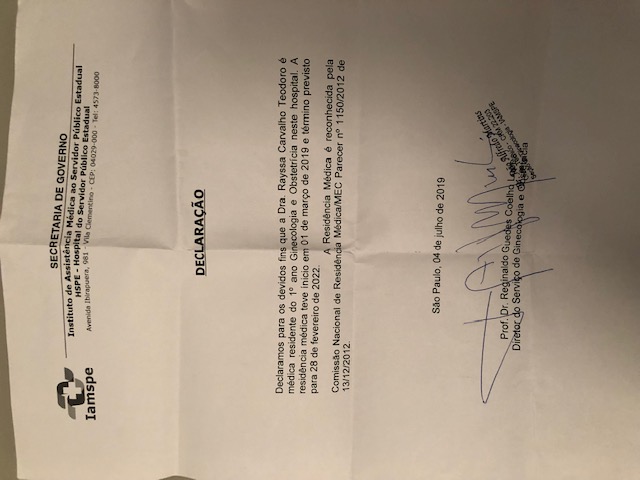 Iamspe
SECRETARIA DE GOVERNO
Instituto de Assistência Médica ao Servidor Público Estadual
HSPE - Hospital do Servidor Público Estadual
Avenida Ibirapuera, 981 - Vila Clementino - CEP: 04029-000 - Tel: 4573-8000
DECLARAÇÃO
Declaramos para os devidos fins que a Dra. Rayssa Carvalho Teodoro é
médica residente do 1º ano Ginecologia e Obstetrícia neste hospital. A
residência médica teve início em 01 de março de 2019 e término previsto
para 28 de fevereiro de 2022.
A Residência Médica é reconhecida pela
Comissão Nacional de Residência Médica/MEC Parecer nº 1150/2012 de
13/12/2012.
São Paulo, 04 de julho de 2019
Prof. Dr. Reginaldo Guedes Coelho
Diretor do Serviço de Ginecologia e